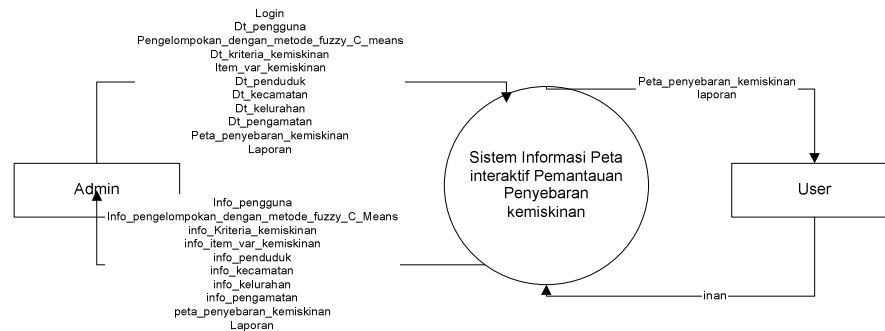 Login
Dt_pengguna
Pengelompokan_dengan_metode_fuzzy_C_means
Dt_kriteria_kemiskinan
Item_var_kemiskinan
Dt_penduduk
Dt_kecamatan
Dt_kelurahan
Dt_pengamatan
Peta_penyebaran_kemiskinan
Laporan
Peta_penyebaran_kemiskinan
laporan
Admin
Sistem Informasi Peta
interaktif Pemantauan
Penyebaran
kemiskinan
User
Info_pengguna
Info_pengelompokan_dengan_metode_fuzzy_C_Means
info_Kriteria_kemiskinan
info_item_var_kemiskinan
info_penduduk
info_kecamatan
info_kelurahan
info_pengamatan
peta_penyebaran_kemiskinan
Laporan
inan